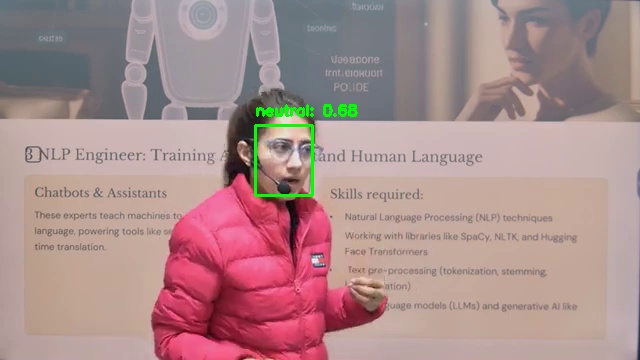 neutral: 0.68
3 NLP Engineer: Training A and Human Language
Chatbots & Assistants
These experts teach machines to
language, powering tools like
time translation.
Skills required:
Natural Language Processing (NLP) techniques
Working with libraries like SpaCy, NLTK, and Hugging
Face Transformers
Text pre-processing (tokenization, stemming,
models (LLMs) and generative AI like